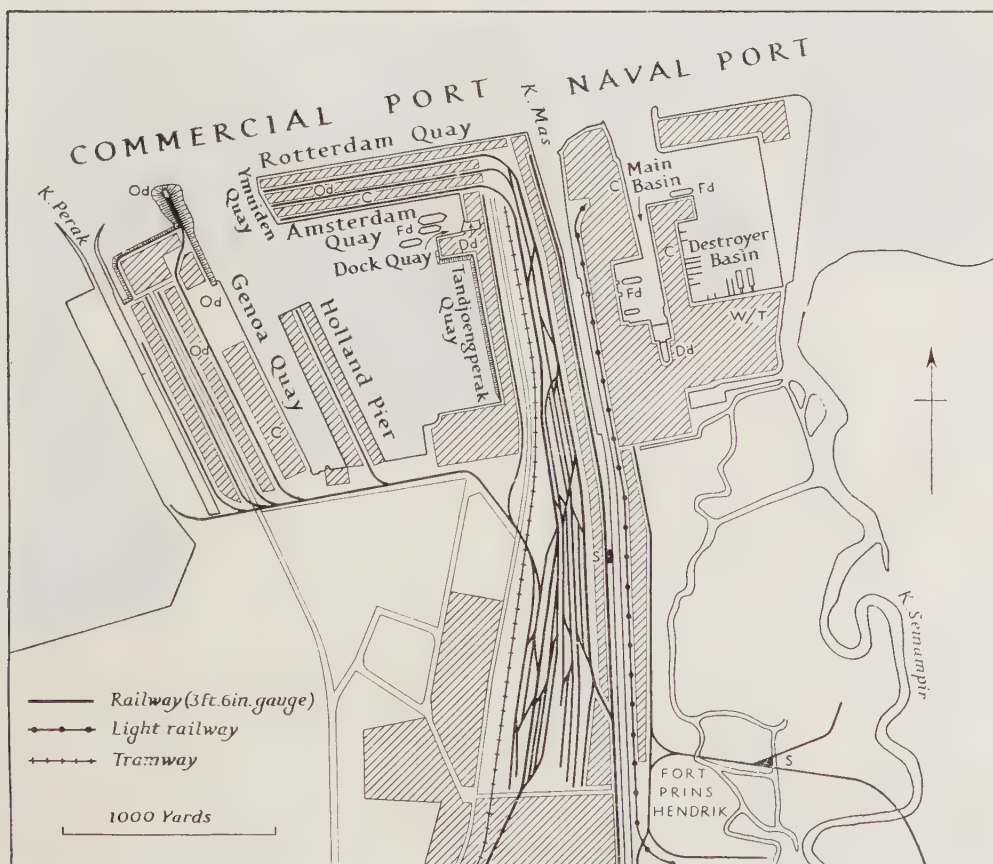 COMMERCIAL PORT
NAVAL PORT
K. Mas
Rotterdam Quay
Main
Basin
Od
K. Perak
Ymuiden
Quay
Od
C
C
Fd
Amsterdam
Quay
Fd
Dd
Dock Quay
C
Destroyer
Basin
Od
Genoa Quay
Holland Pier
Tandjoengperak
Quay
Fd
W/T
Od
Dd
C
S
K. Semampir
Railway (3ft. 6in. gauge)
Light railway
Tramway
S
FORT
PRINS
HENDRIK
1000 Yards